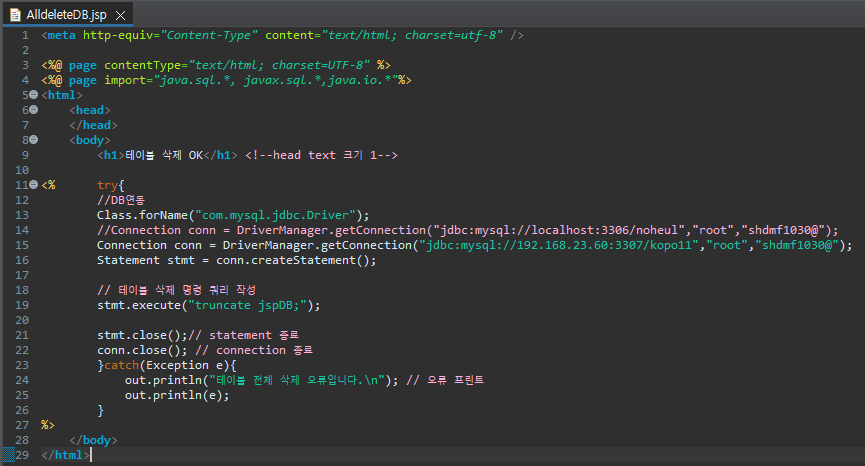 AlldeleteDB.jsp
1 <meta http-equiv="Content-Type" content="text/html; charset=utf-8" />
2
3 <%@ page contentType="text/html; charset=UTF-8" %>
4 <%@ page import="java.sql.*, javax.sql.*,java.io.*"%>
5 <html>
6     <head>
7     </head>
8     <body>
9         <h1>테이블 삭제 OK</h1> <!--head text 크기 1-->
10
11 <%      try{
12         //DB연동
13         Class.forName("com.mysql.jdbc.Driver");
14         //Connection conn = DriverManager.getConnection("jdbc:mysql://localhost:3306/noheul","root","shdmf1030@");
15         Connection conn = DriverManager.getConnection("jdbc:mysql://192.168.23.60:3307/kopo11","root","shdmf1030@");
16         Statement stmt = conn.createStatement();
17
18         // 테이블 삭제 명령 쿼리 작성
19         stmt.execute("truncate jspDB;");
20
21         stmt.close();// statement 종료
22         conn.close(); // connection 종료
23         }catch(Exception e){
24             out.println("테이블 전체 삭제 오류입니다.\n"); // 오류 프린트
25             out.println(e);
26         }
27 %>
28     </body>
29 </html>